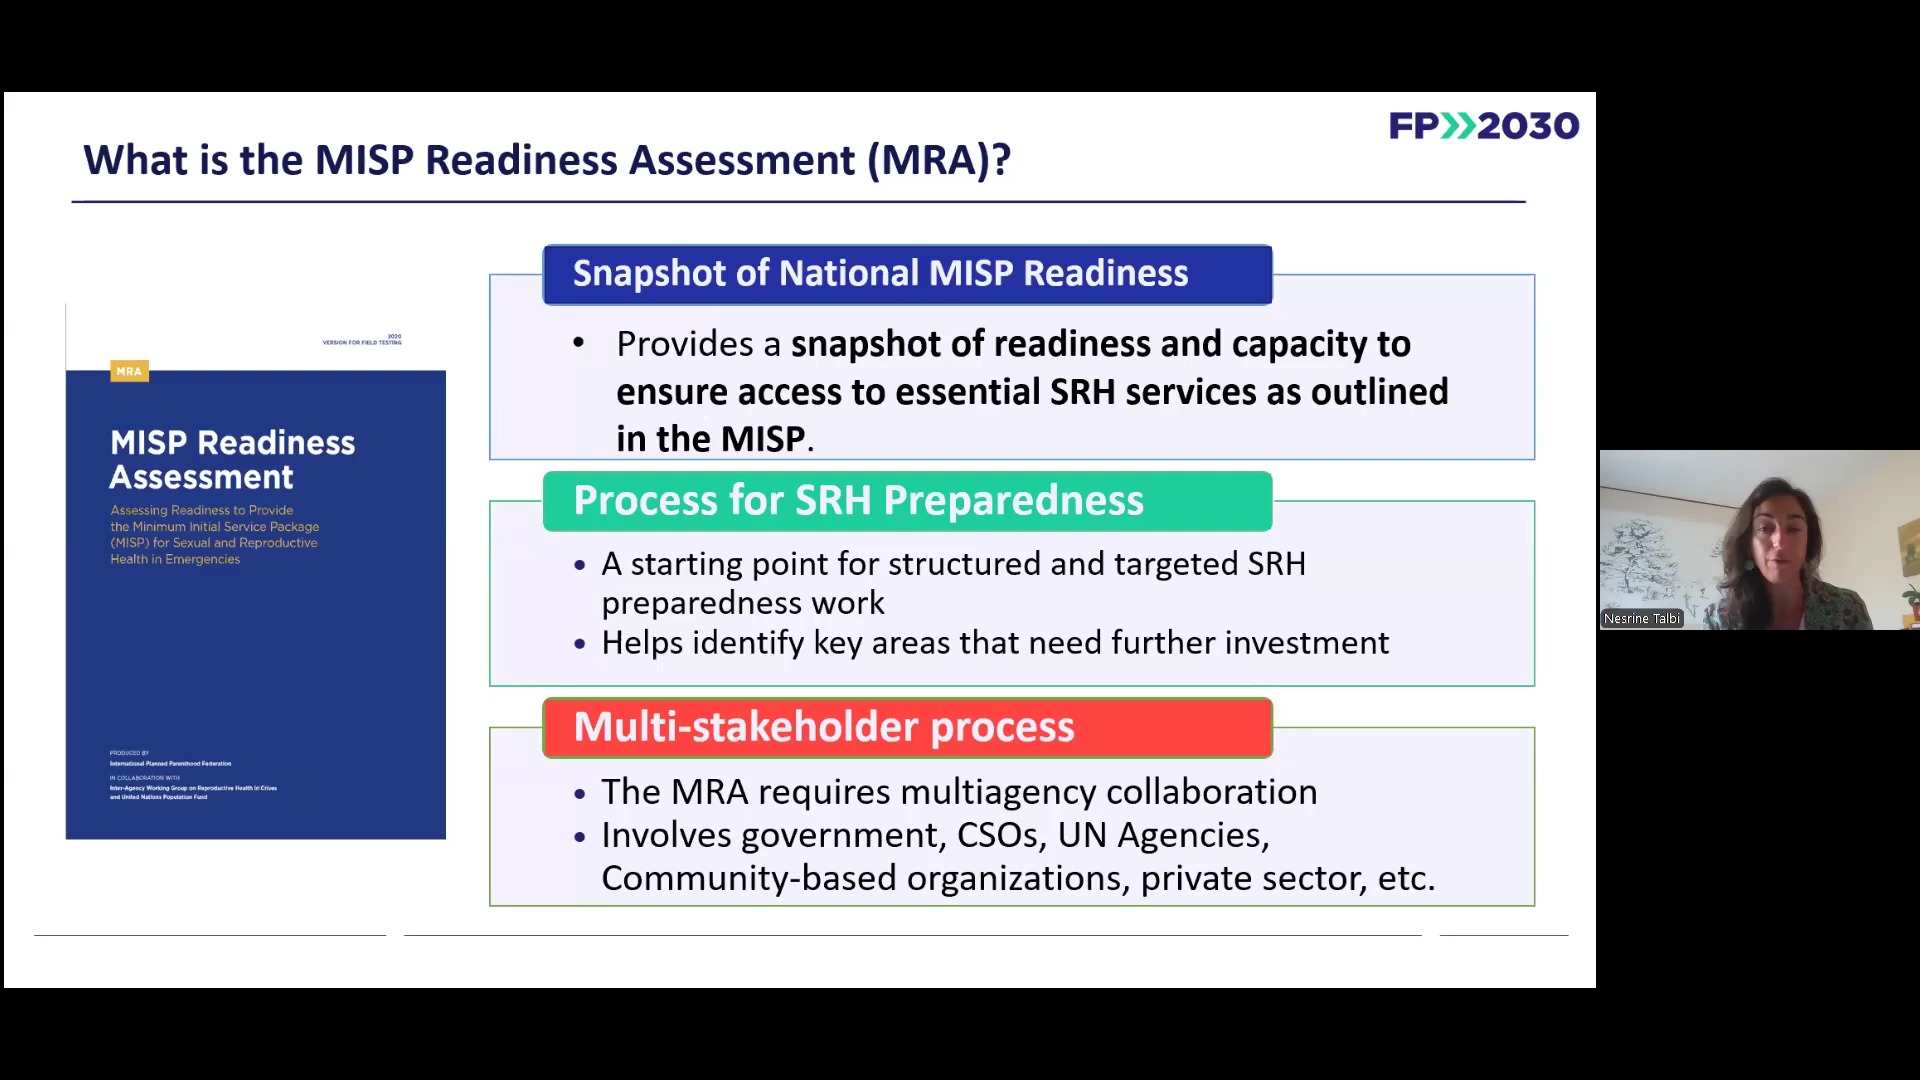 FP 2030
What is the MISP Readiness Assessment (MRA)?
2020
VERSION FOR FIELD TESTING
MRA
MISP Readiness
Assessment
Assessing Readiness to Provide
the Minimum Initial Service Package
(MISP) for Sexual and Reproductive
Health in Emergencies
PRODUCED BY
International Planned Parenthood Federation
IN COLLABORATION WITH
Inter-Agency Working Group on Reproductive Health in Crises
and United Nations Population Fund
Snapshot of National MISP Readiness
• Provides a snapshot of readiness and capacity to
ensure access to essential SRH services as outlined
in the MISP.
Process for SRH Preparedness
• A starting point for structured and targeted SRH
preparedness work
• Helps identify key areas that need further investment
Multi-stakeholder process
• The MRA requires multiagency collaboration
• Involves government, CSOs, UN Agencies,
Community-based organizations, private sector, etc.
Nesrine Talbi